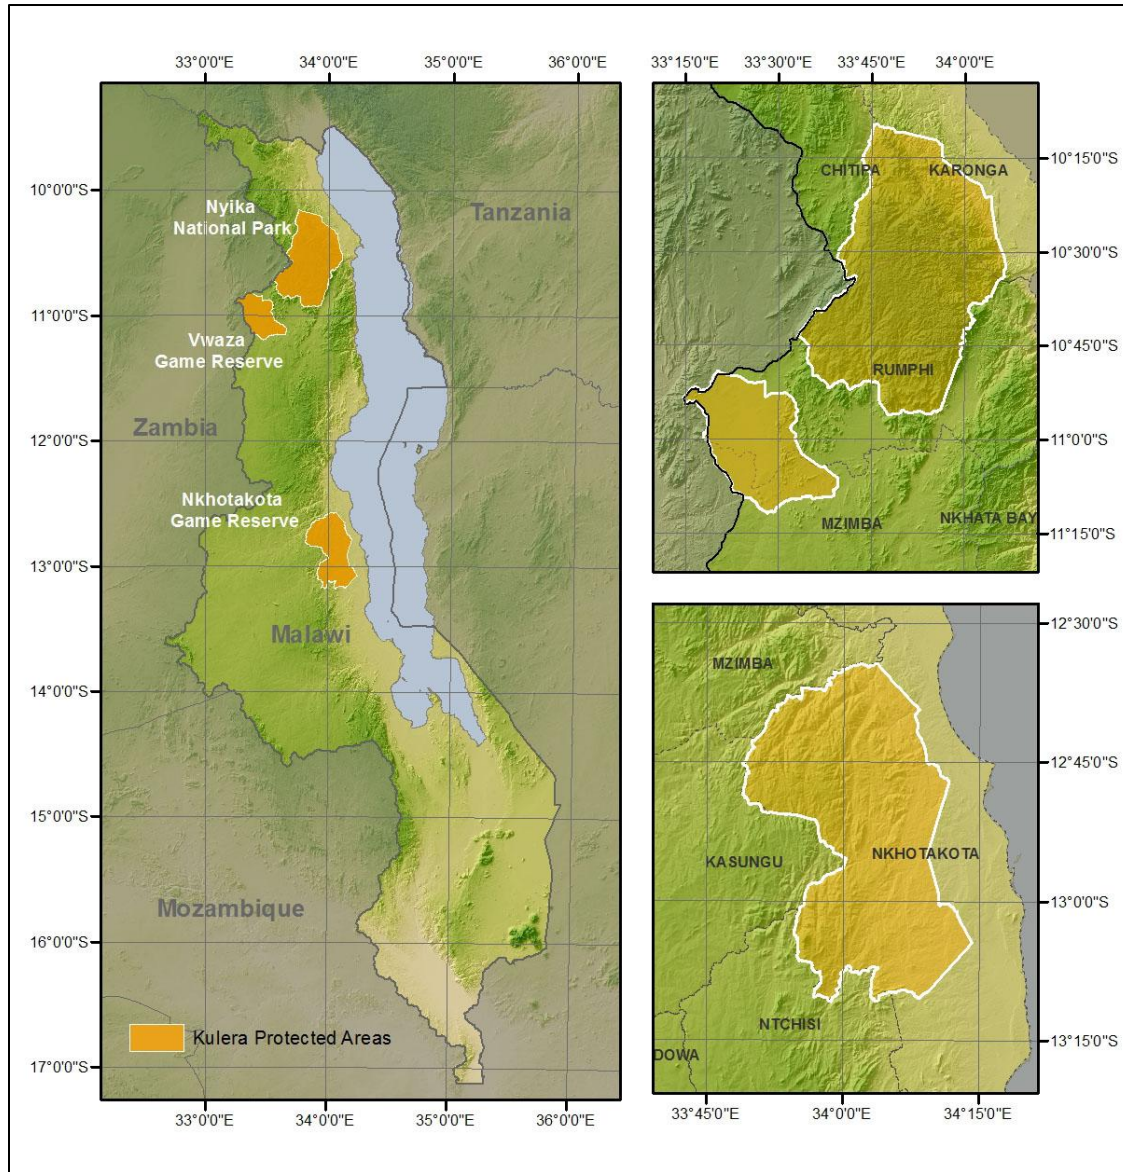 33°0'0"E 34°0'0"E 35°0'0"E 36°0'0"E
10°0'0"S
11°0'0"S
12°0'0"S
13°0'0"S
14°0'0"S
15°0'0"S
16°0'0"S
17°0'0"S
Nyika
National Park
Tanzania
Vwaza
Game Reserve
Zambia
Nkhotakota
Game Reserve
Malawi
Mozambique
Kulera Protected Areas
33°0'0"E 34°0'0"E 35°0'0"E 36°0'0"E
33°15'0"E 33°30'0"E 33°45'0"E 34°0'0"E
CHITIPA KARONGA
RUMPHI
MZIMBA NKHATA BAY
10°15'0"S
10°30'0"S
10°45'0"S
11°0'0"S
11°15'0"S
MZIMBA
KASUNGU NKHOTAKOTA
NTCHISI
DOWA
12°30'0"S
12°45'0"S
13°0'0"S
13°15'0"S
33°45'0"E 34°0'0"E 34°15'0"E